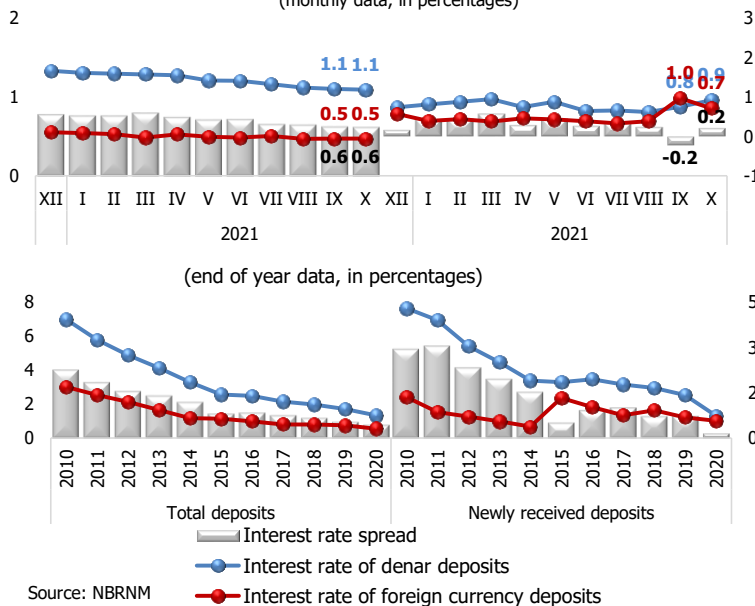 (monthly data, in percentages)
2
1
0
1.1 1.1
0.5 0.5
0.6 0.6
3
2
1
0
-1
1.0
0.8 0.9
0.7
0.2
-0.2
XII I II III IV V VI VII VIII IX X XII I II III IV V VI VII VIII IX X
2021 2021
(end of year data, in percentages)
8
6
4
2
0
5
3
2
0
2010 2011 2012 2013 2014 2015 2016 2017 2018 2019 2020 2010 2011 2012 2013 2014 2015 2016 2017 2018 2019 2020
Total deposits Newly received deposits
Interest rate spread
Interest rate of denar deposits
Interest rate of foreign currency deposits
Source: NBRNM